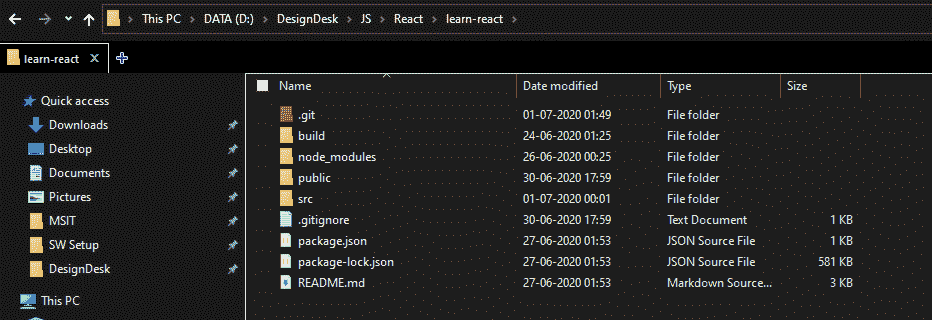 This PC > DATA (D:) > DesignDesk > JS > React > learn-react >
learn-react
Name Date modified Type Size
Quick access
Downloads
Desktop
Documents
Pictures
MSIT
SW Setup
DesignDesk
This PC
.git 01-07-2020 01:49 File folder
build 24-06-2020 01:25 File folder
node_modules 26-06-2020 00:25 File folder
public 30-06-2020 17:59 File folder
src 01-07-2020 00:01 File folder
.gitignore 30-06-2020 17:59 Text Document 1 KB
package.json 27-06-2020 01:53 JSON Source File 1 KB
package-lock.json 27-06-2020 01:53 JSON Source File 581 KB
README.md 27-06-2020 01:53 Markdown Source... 3 KB